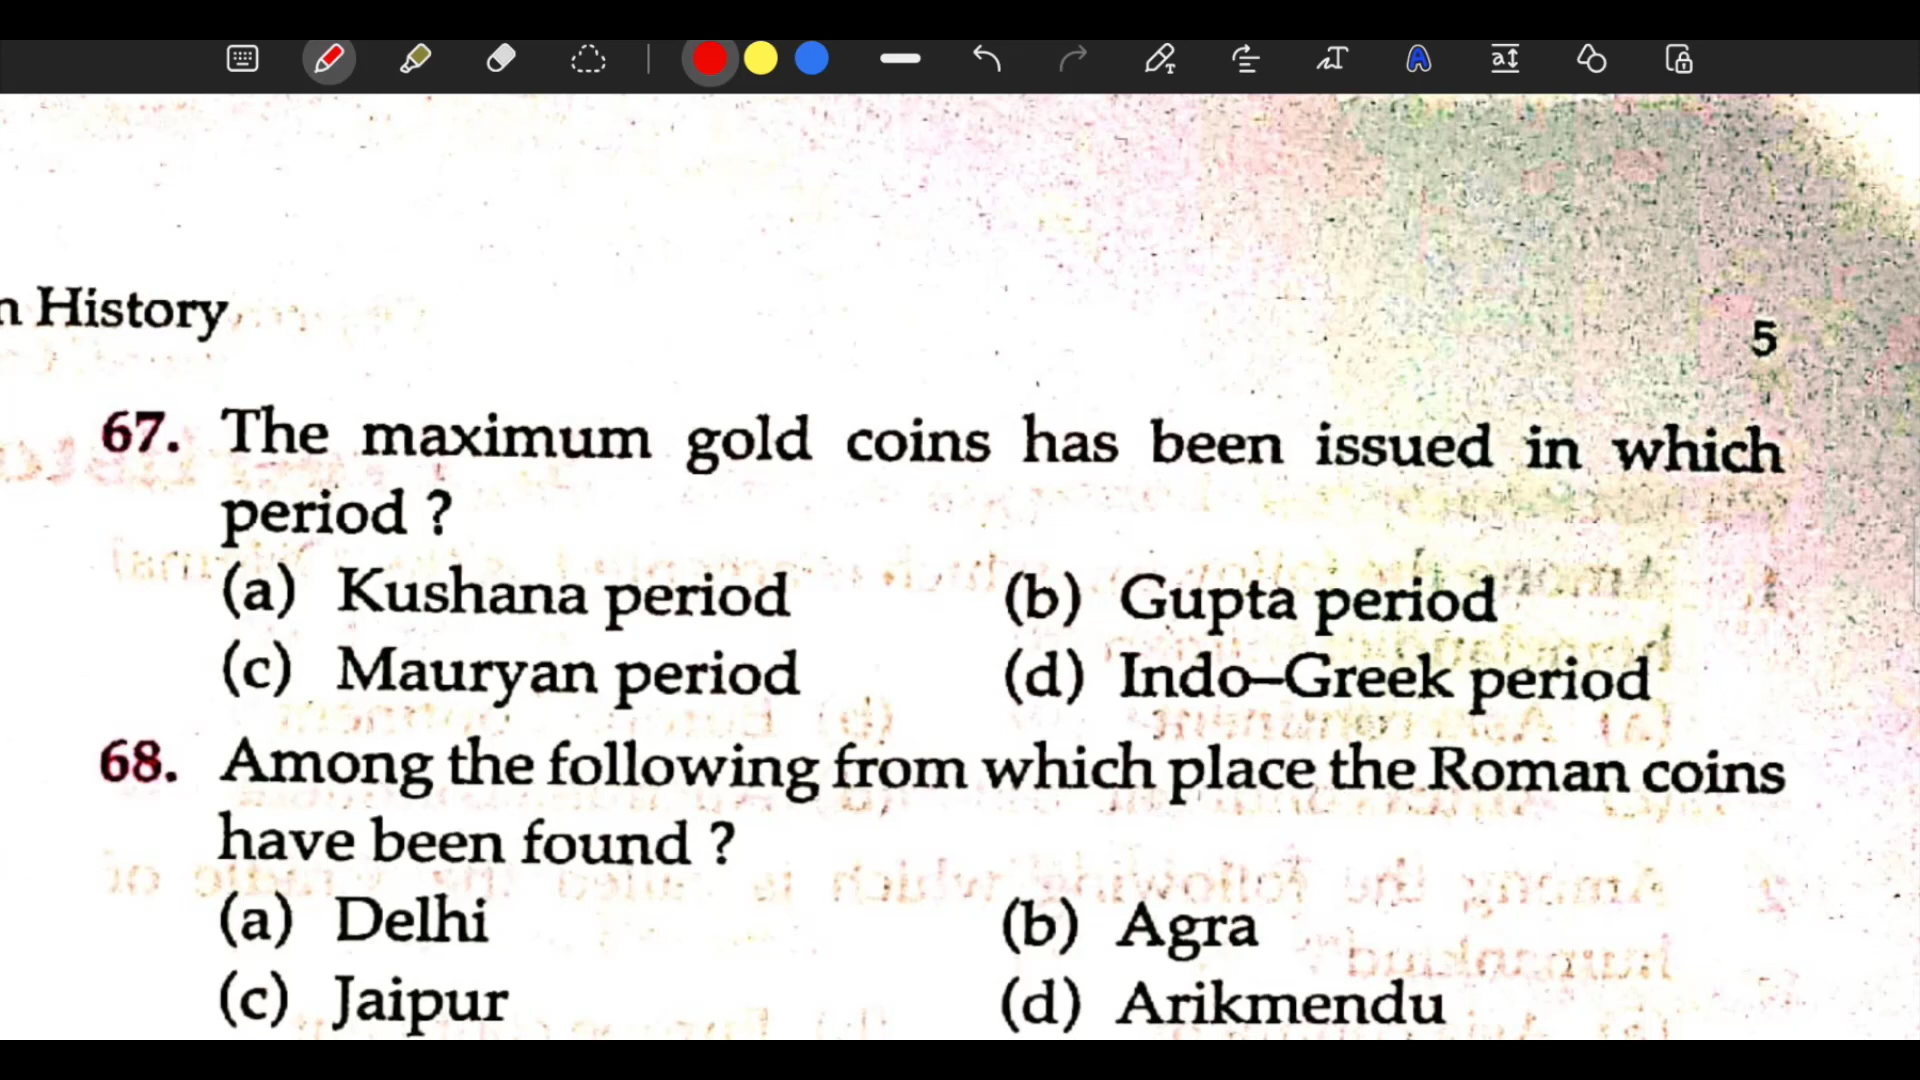 n History
5
67. The maximum gold coins has been issued in which
period ?
(a) Kushana period (b) Gupta period
(c) Mauryan period (d) Indo–Greek period
68. Among the following from which place the Roman coins
have been found ?
(a) Delhi (b) Agra
(c) Jaipur (d) Arikmendu